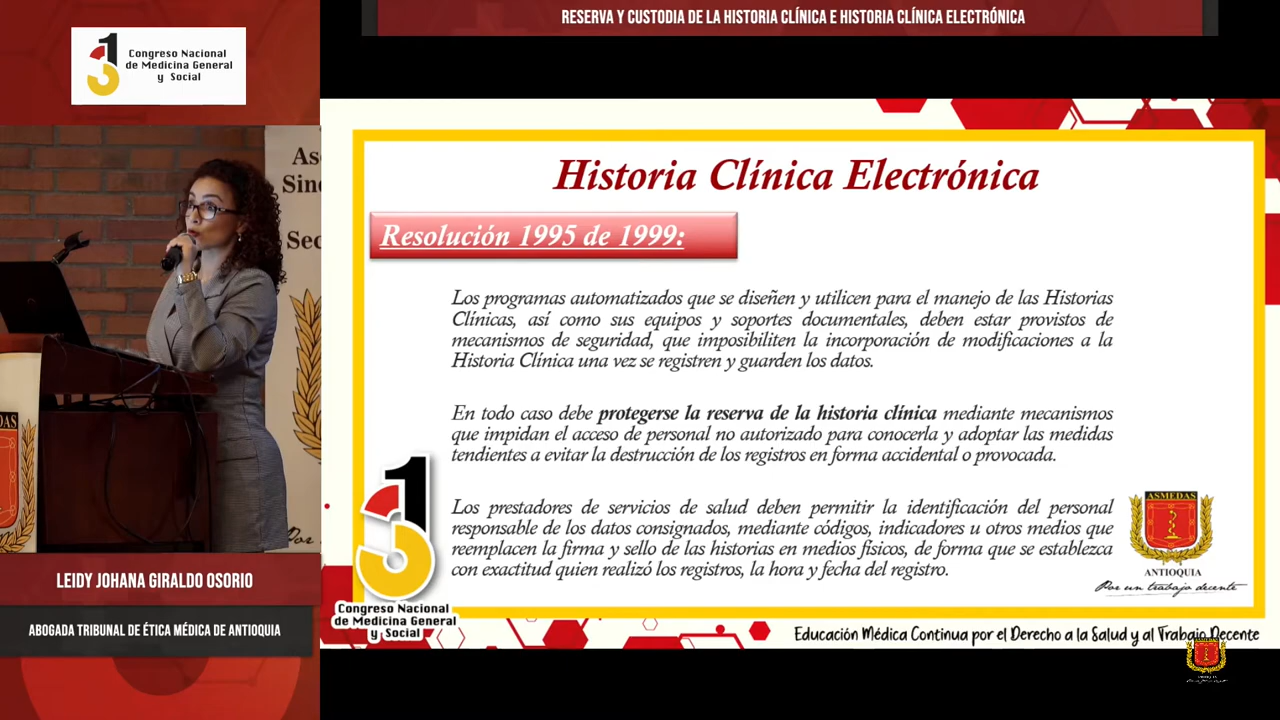 RESERVA Y CUSTODIA DE LA HISTORIA CLÍNICA E HISTORIA CLÍNICA ELECTRÓNICA
31
Congreso Nacional
de Medicina General
y Social
Historia Clínica Electrónica
Resolución 1995 de 1999:
Los programas automatizados que se diseñen y utilicen para el manejo de las Historias
Clínicas, así como sus equipos y soportes documentales, deben estar provistos de
mecanismos de seguridad, que imposibiliten la incorporación de modificaciones a la
Historia Clínica una vez se registren y guarden los datos.
En todo caso debe protegerse la reserva de la historia clínica mediante mecanismos
que impidan el acceso de personal no autorizado para conocerla y adoptar las medidas
tendientes a evitar la destrucción de los registros en forma accidental o provocada.
Los prestadores de servicios de salud deben permitir la identificación del personal
responsable de los datos consignados, mediante códigos, indicadores u otros medios que
reemplacen la firma y sello de las historias en medios físicos, de forma que se establezca
con exactitud quien realizó los registros, la hora y fecha del registro.
31
Congreso Nacional
de Medicina General
y Social
ASMEDAS
ANTIOQUIA
Por un trabajo decente
Educación Médica Continua por el Derecho a la Salud y al Trabajo Decente
LEIDY JOHANA GIRALDO OSORIO
ABOGADA TRIBUNAL DE ÉTICA MÉDICA DE ANTIOQUIA